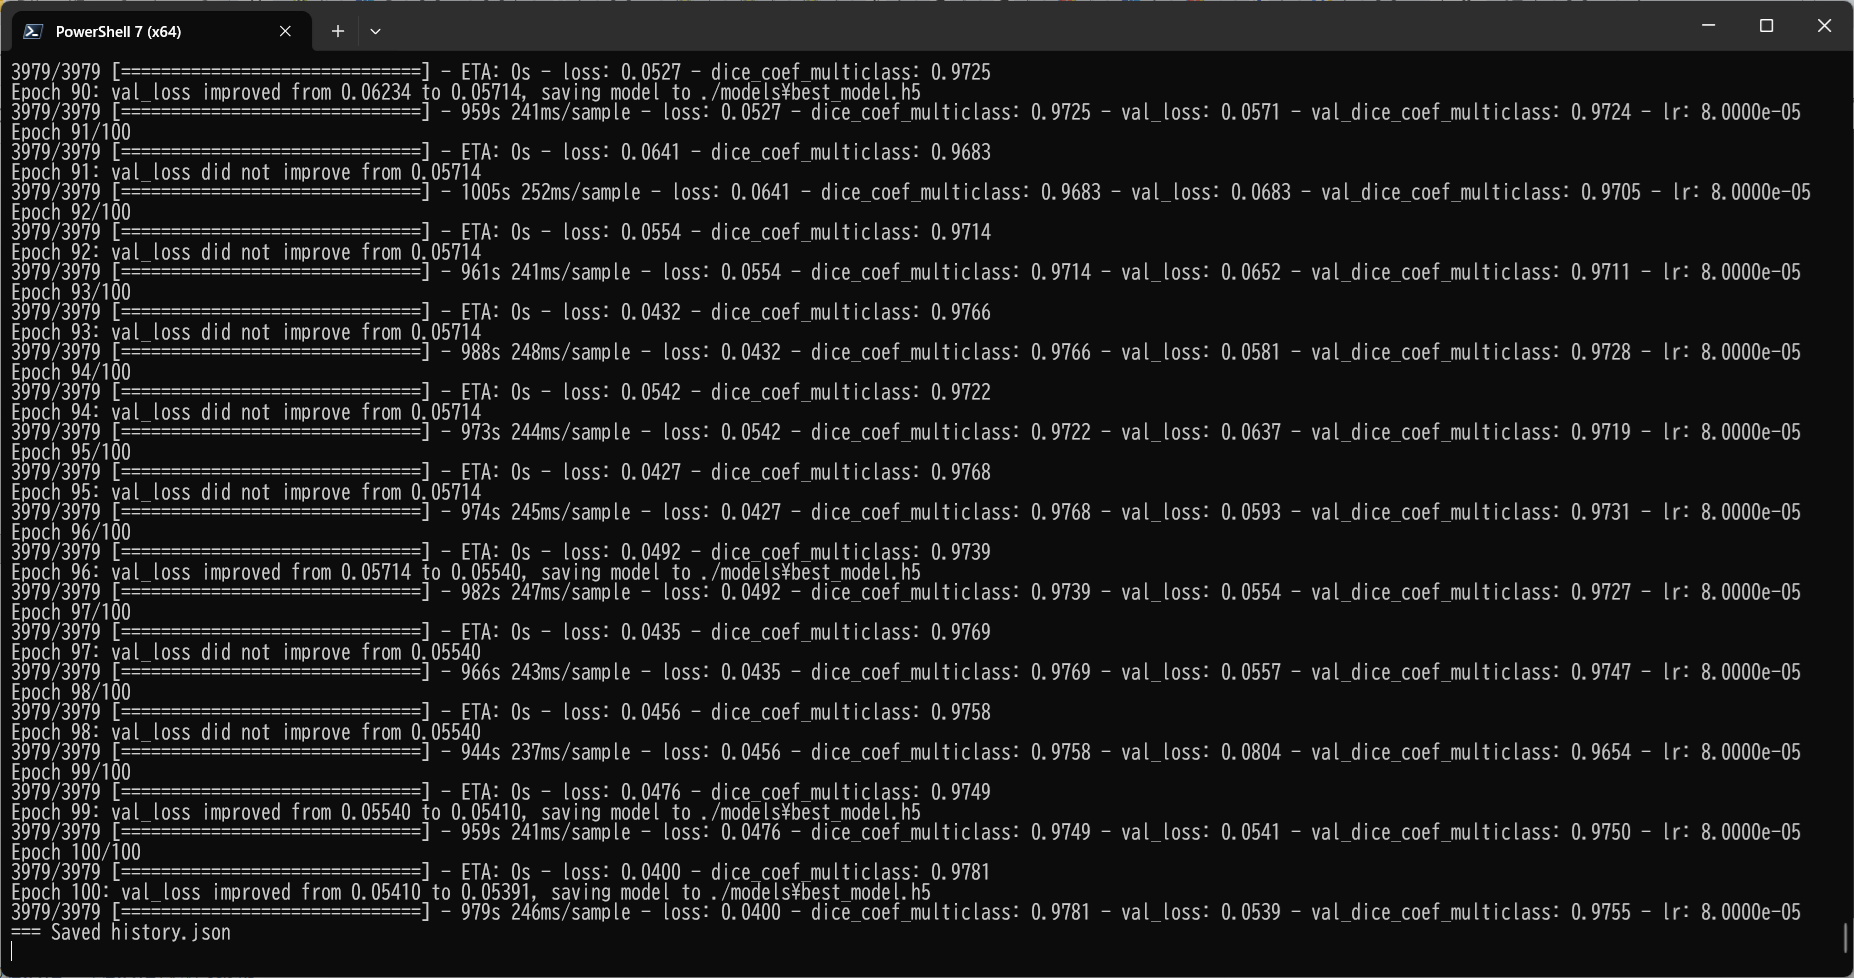 PowerShell 7 (x64)
3979/3979 [==============================] - ETA: 0s - loss: 0.0527 - dice_coef_multiclass: 0.9725
Epoch 90: val_loss improved from 0.06234 to 0.05714, saving model to ./models¥best_model.h5
3979/3979 [==============================] - 959s 241ms/sample - loss: 0.0527 - dice_coef_multiclass: 0.9725 - val_loss: 0.0571 - val_dice_coef_multiclass: 0.9724 - lr: 8.0000e-05
Epoch 91/100
3979/3979 [==============================] - ETA: 0s - loss: 0.0641 - dice_coef_multiclass: 0.9683
Epoch 91: val_loss did not improve from 0.05714
3979/3979 [==============================] - 1005s 252ms/sample - loss: 0.0641 - dice_coef_multiclass: 0.9683 - val_loss: 0.0683 - val_dice_coef_multiclass: 0.9705 - lr: 8.0000e-05
Epoch 92/100
3979/3979 [==============================] - ETA: 0s - loss: 0.0554 - dice_coef_multiclass: 0.9714
Epoch 92: val_loss did not improve from 0.05714
3979/3979 [==============================] - 961s 241ms/sample - loss: 0.0554 - dice_coef_multiclass: 0.9714 - val_loss: 0.0652 - val_dice_coef_multiclass: 0.9711 - lr: 8.0000e-05
Epoch 93/100
3979/3979 [==============================] - ETA: 0s - loss: 0.0432 - dice_coef_multiclass: 0.9766
Epoch 93: val_loss did not improve from 0.05714
3979/3979 [==============================] - 988s 248ms/sample - loss: 0.0432 - dice_coef_multiclass: 0.9766 - val_loss: 0.0581 - val_dice_coef_multiclass: 0.9728 - lr: 8.0000e-05
Epoch 94/100
3979/3979 [==============================] - ETA: 0s - loss: 0.0542 - dice_coef_multiclass: 0.9722
Epoch 94: val_loss did not improve from 0.05714
3979/3979 [==============================] - 973s 244ms/sample - loss: 0.0542 - dice_coef_multiclass: 0.9722 - val_loss: 0.0637 - val_dice_coef_multiclass: 0.9719 - lr: 8.0000e-05
Epoch 95/100
3979/3979 [==============================] - ETA: 0s - loss: 0.0427 - dice_coef_multiclass: 0.9768
Epoch 95: val_loss did not improve from 0.05714
3979/3979 [==============================] - 974s 245ms/sample - loss: 0.0427 - dice_coef_multiclass: 0.9768 - val_loss: 0.0593 - val_dice_coef_multiclass: 0.9731 - lr: 8.0000e-05
Epoch 96/100
3979/3979 [==============================] - ETA: 0s - loss: 0.0492 - dice_coef_multiclass: 0.9739
Epoch 96: val_loss improved from 0.05714 to 0.05540, saving model to ./models¥best_model.h5
3979/3979 [==============================] - 982s 247ms/sample - loss: 0.0492 - dice_coef_multiclass: 0.9739 - val_loss: 0.0554 - val_dice_coef_multiclass: 0.9727 - lr: 8.0000e-05
Epoch 97/100
3979/3979 [==============================] - ETA: 0s - loss: 0.0435 - dice_coef_multiclass: 0.9769
Epoch 97: val_loss did not improve from 0.05540
3979/3979 [==============================] - 966s 243ms/sample - loss: 0.0435 - dice_coef_multiclass: 0.9769 - val_loss: 0.0557 - val_dice_coef_multiclass: 0.9747 - lr: 8.0000e-05
Epoch 98/100
3979/3979 [==============================] - ETA: 0s - loss: 0.0456 - dice_coef_multiclass: 0.9758
Epoch 98: val_loss did not improve from 0.05540
3979/3979 [==============================] - 944s 237ms/sample - loss: 0.0456 - dice_coef_multiclass: 0.9758 - val_loss: 0.0804 - val_dice_coef_multiclass: 0.9654 - lr: 8.0000e-05
Epoch 99/100
3979/3979 [==============================] - ETA: 0s - loss: 0.0476 - dice_coef_multiclass: 0.9749
Epoch 99: val_loss improved from 0.05540 to 0.05410, saving model to ./models¥best_model.h5
3979/3979 [==============================] - 959s 241ms/sample - loss: 0.0476 - dice_coef_multiclass: 0.9749 - val_loss: 0.0541 - val_dice_coef_multiclass: 0.9750 - lr: 8.0000e-05
Epoch 100/100
3979/3979 [==============================] - ETA: 0s - loss: 0.0400 - dice_coef_multiclass: 0.9781
Epoch 100: val_loss improved from 0.05410 to 0.05391, saving model to ./models¥best_model.h5
3979/3979 [==============================] - 979s 246ms/sample - loss: 0.0400 - dice_coef_multiclass: 0.9781 - val_loss: 0.0539 - val_dice_coef_multiclass: 0.9755 - lr: 8.0000e-05
=== Saved history.json